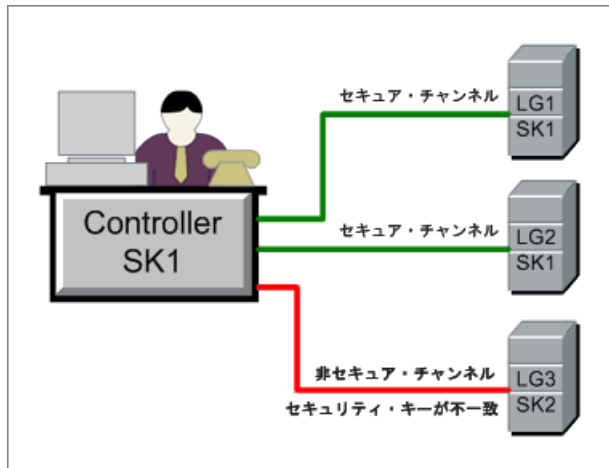 セキュア・チャンネル
LG1
SK1
Controller
SK1
セキュア・チャンネル
LG2
SK1
非セキュア・チャンネル
セキュリティ・キーが不一致
LG3
SK2